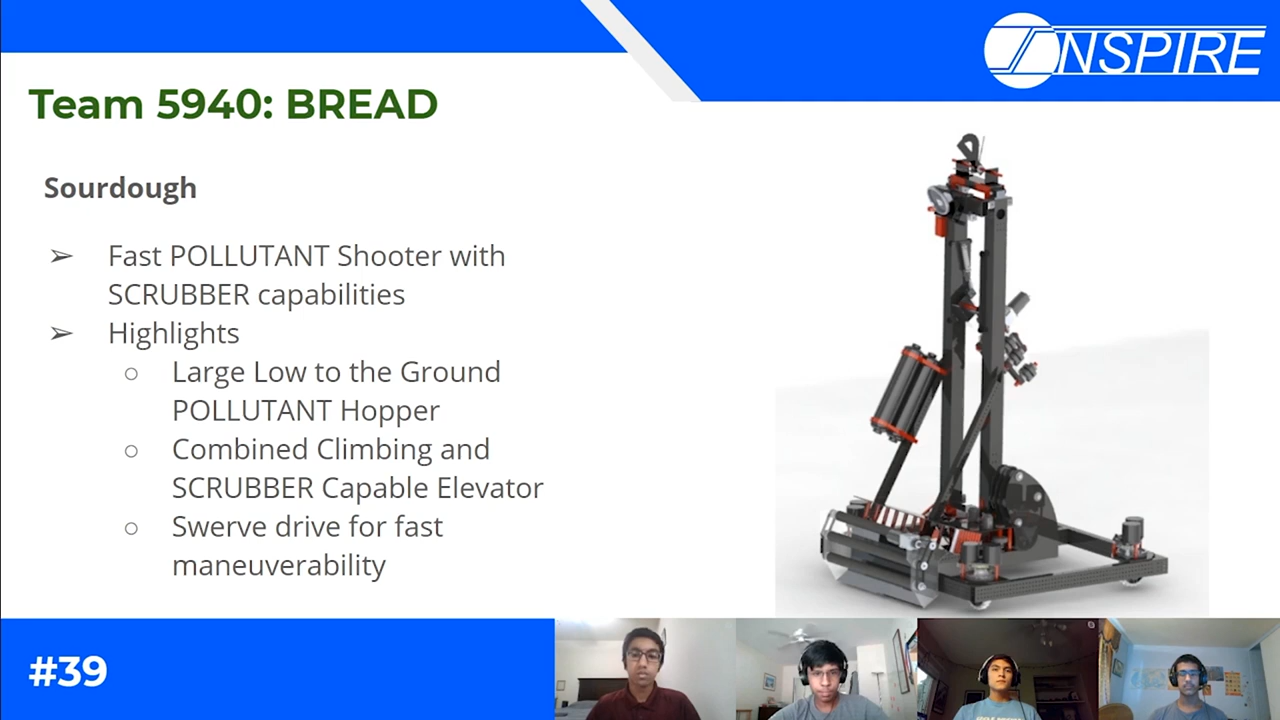 INSPIRE
Team 5940: BREAD
Sourdough
➢ Fast POLLUTANT Shooter with
SCRUBBER capabilities
➢ Highlights
○ Large Low to the Ground
POLLUTANT Hopper
○ Combined Climbing and
SCRUBBER Capable Elevator
○ Swerve drive for fast
maneuverability
#39